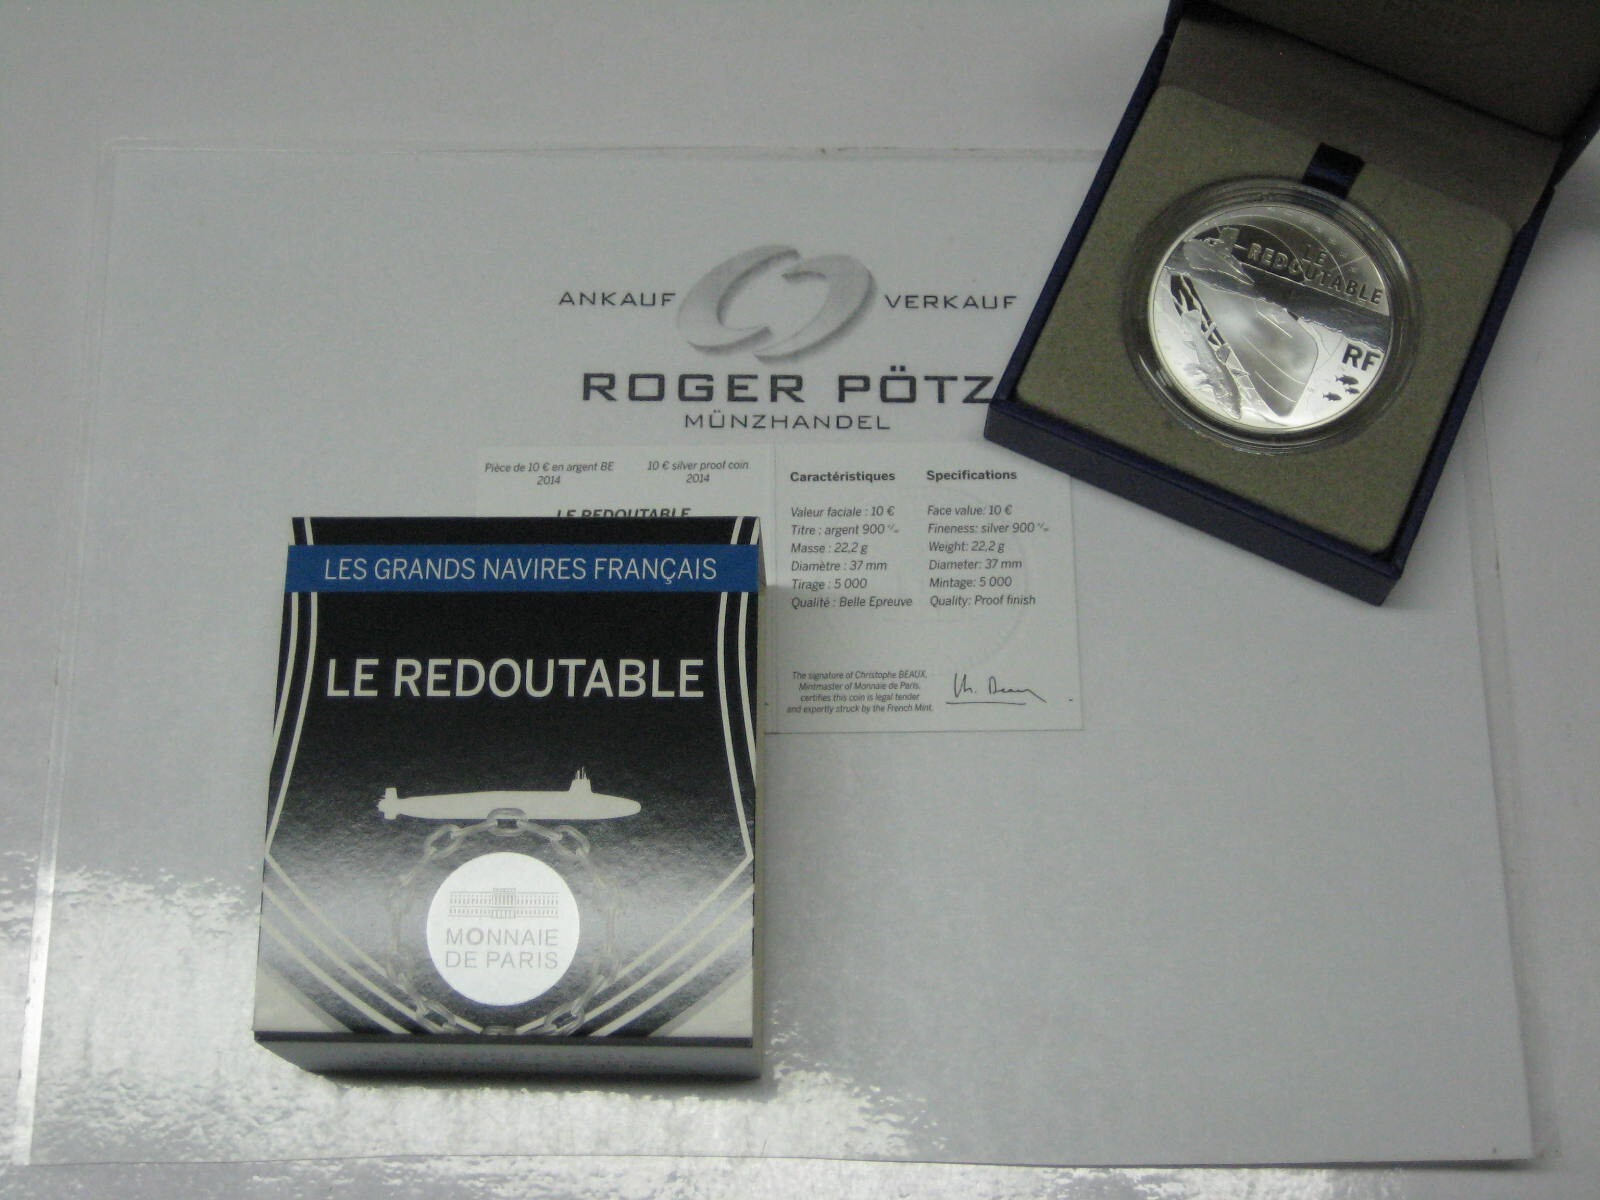 ANKAUF VERKAUF
ROGER PÖTZ
MÜNZHANDEL
LE
REDOUTABLE
RF
Pièce de 10 € en argent BE
2014
10 € silver proof coin
2014
LE REDOUTABLE
Caractéristiques
Valeur faciale : 10 €
Titre : argent 900 ‰
Masse : 22,2 g
Diamètre : 37 mm
Tirage : 5 000
Qualité : Belle Epreuve
Specifications
Face value: 10 €
Fineness: silver 900 ‰
Weight: 22,2 g
Diameter: 37 mm
Mintage: 5 000
Quality: Proof finish
The signature of Christophe BEAUX,
Mintmaster of Monnaie de Paris,
certifies this coin is legal tender
and expertly struck by the French Mint.
LES GRANDS NAVIRES FRANÇAIS
LE REDOUTABLE
MONNAIE
DE PARIS